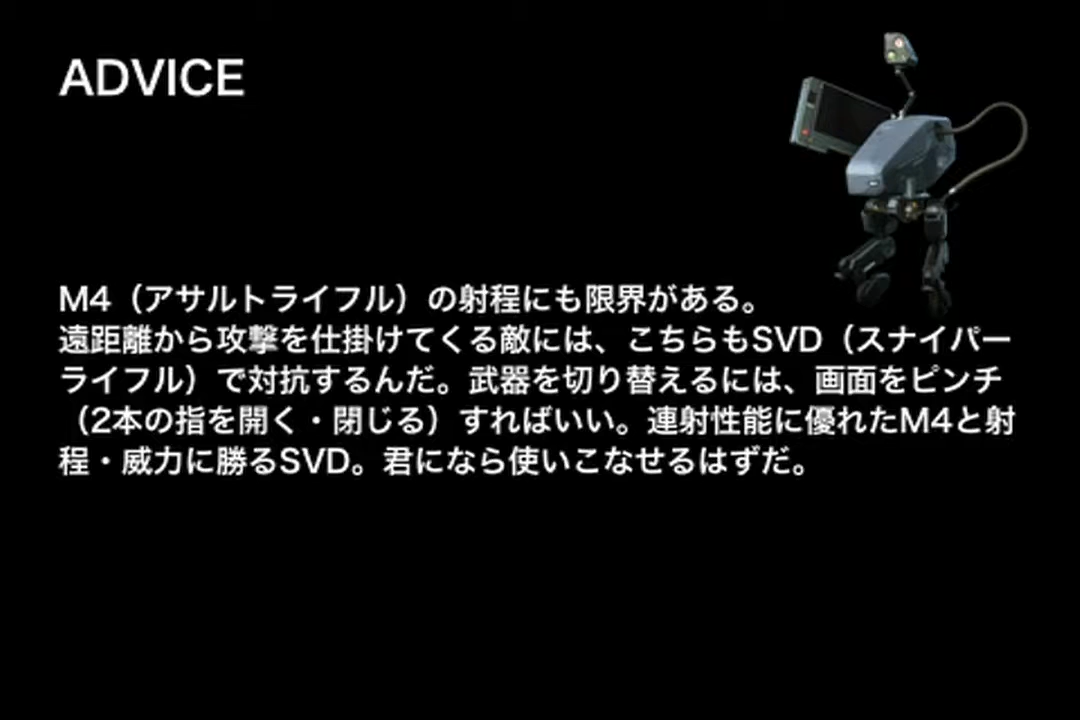 ADVICE
M4（アサルトライフル）の射程にも限界がある。
遠距離から攻撃を仕掛けてくる敵には、こちらもSVD（スナイパー
ライフル）で対抗するんだ。武器を切り替えるには、画面をピンチ
（2本の指を開く・閉じる）すればいい。連射性能に優れたM4と射
程・威力に勝るSVD。君になら使いこなせるはずだ。